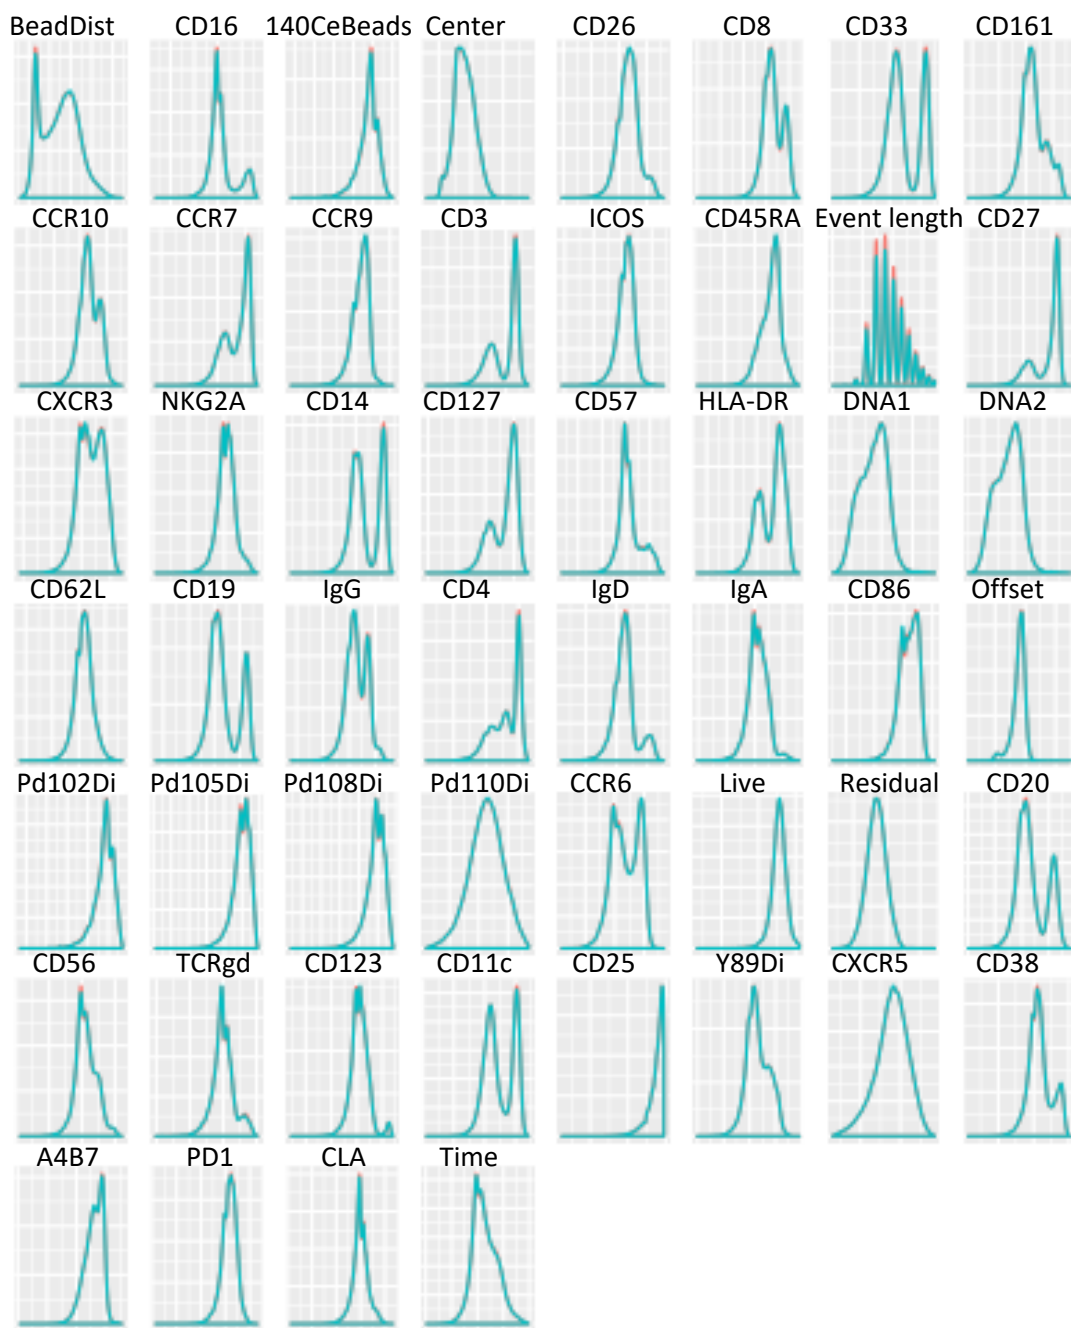 BeadDist CD16 140CeBeads Center CD26 CD8 CD33 CD161
CCR10 CCR7 CCR9 CD3 ICOS CD45RA Event length CD27
CXCR3 NKG2A CD14 CD127 CD57 HLA-DR DNA1 DNA2
CD62L CD19 IgG CD4 IgD IgA CD86 Offset
Pd102Di Pd105Di Pd108Di Pd110Di CCR6 Live Residual CD20
CD56 TCRgd CD123 CD11c CD25 Y89Di CXCR5 CD38
A4B7 PD1 CLA Time